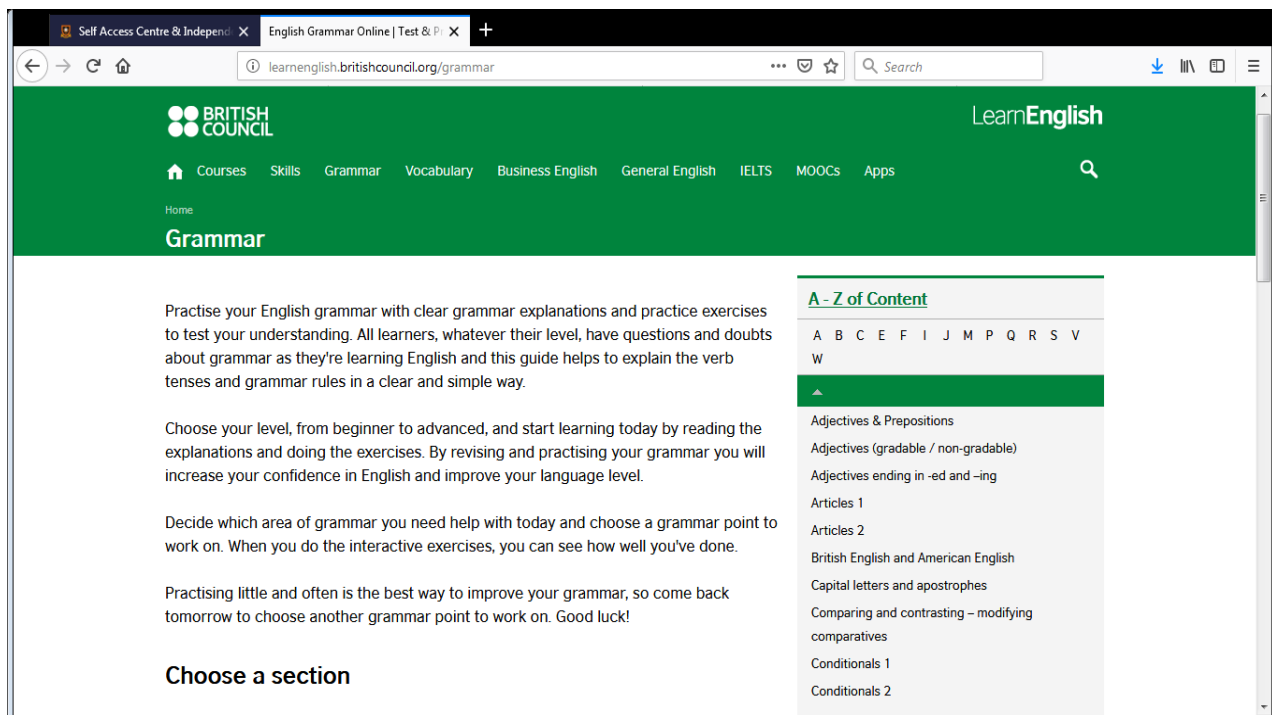 Self Access Centre & Independ
English Grammar Online | Test & Pr
learnenglish.britishcouncil.org/grammar
Search
BRITISH
COUNCIL
LearnEnglish
Courses Skills Grammar Vocabulary Business English General English IELTS MOOCs Apps
Home
Grammar
Practise your English grammar with clear grammar explanations and practice exercises
to test your understanding. All learners, whatever their level, have questions and doubts
about grammar as they're learning English and this guide helps to explain the verb
tenses and grammar rules in a clear and simple way.
Choose your level, from beginner to advanced, and start learning today by reading the
explanations and doing the exercises. By revising and practising your grammar you will
increase your confidence in English and improve your language level.
Decide which area of grammar you need help with today and choose a grammar point to
work on. When you do the interactive exercises, you can see how well you've done.
Practising little and often is the best way to improve your grammar, so come back
tomorrow to choose another grammar point to work on. Good luck!
Choose a section
A - Z of Content
A B C E F I J M P Q R S V
W
Adjectives & Prepositions
Adjectives (gradable / non-gradable)
Adjectives ending in -ed and –ing
Articles 1
Articles 2
British English and American English
Capital letters and apostrophes
Comparing and contrasting – modifying
comparatives
Conditionals 1
Conditionals 2